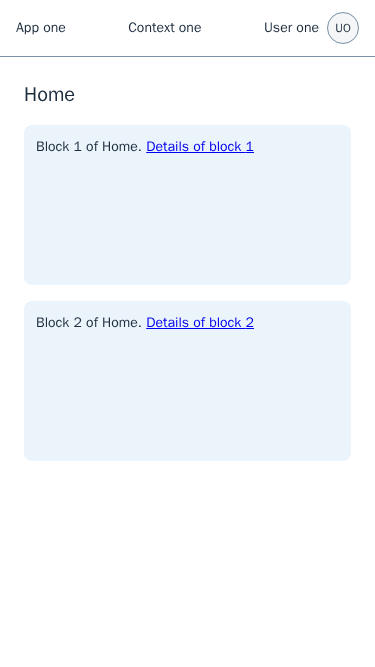 App one Context one User one UO
Home
Block 1 of Home. Details of block 1
Block 2 of Home. Details of block 2